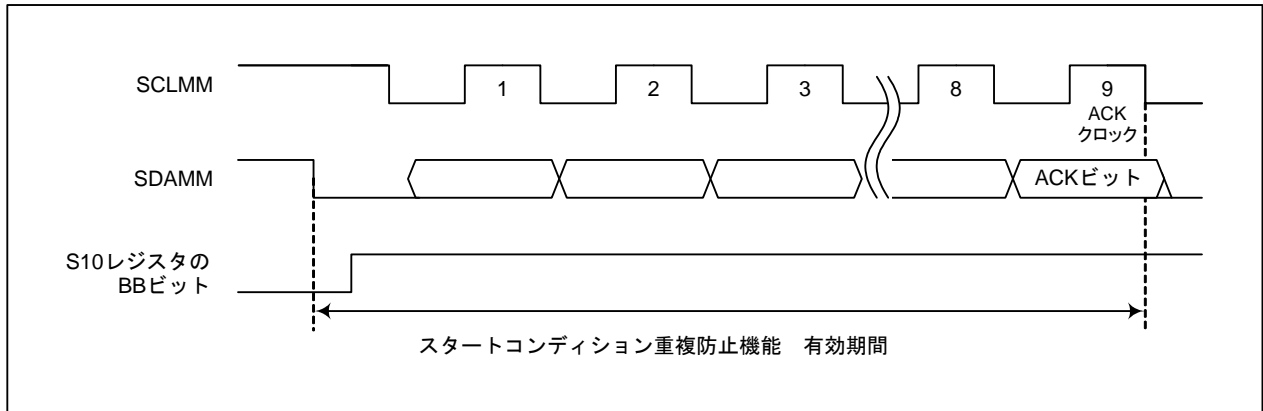 SCLMM
1
2
3
8
9
ACK
クロック
SDAMM
ACKビット
S10レジスタの
BBビット
スタートコンディション重複防止機能　有効期間